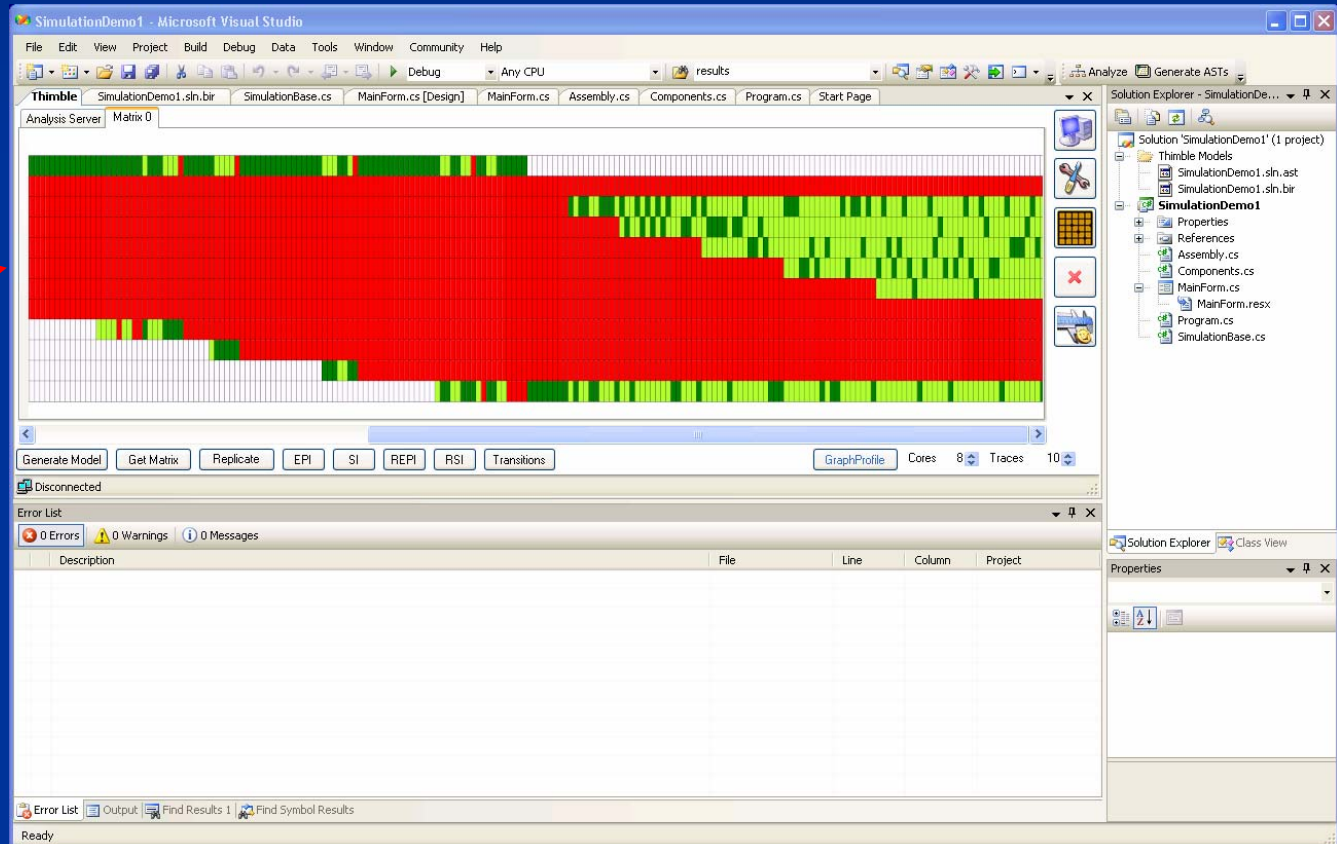 SimulationDemo1 - Microsoft Visual Studio
File Edit View Project Build Debug Data Tools Window Community Help
Debug Any CPU results Analyze Generate ASTs
Thimble SimulationDemo1.sln.bir SimulationBase.cs MainForm.cs [Design] MainForm.cs Assembly.cs Components.cs Program.cs Start Page
Analysis Server Matrix 0
Generate Model Get Matrix Replicate EPI SI REPI RSI Transitions GraphProfile Cores 8 Traces 10
Disconnected
Error List
0 Errors 0 Warnings 0 Messages
Description File Line Column Project
Error List Output Find Results 1 Find Symbol Results
Ready
Solution Explorer - SimulationDe...
Solution 'SimulationDemo1' (1 project)
Thimble Models
SimulationDemo1.sln.ast
SimulationDemo1.sln.bir
SimulationDemo1
Properties
References
Assembly.cs
Components.cs
MainForm.cs
MainForm.resx
Program.cs
SimulationBase.cs
Solution Explorer Class View
Properties